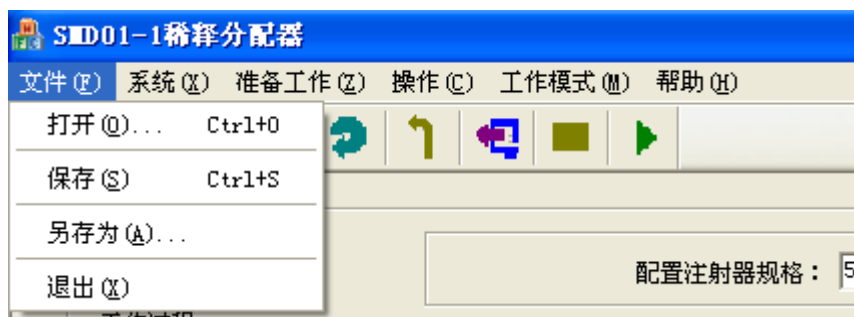 SMD01-1稀释分配器
文件(F) 系统(X) 准备工作(Z) 操作(C) 工作模式(M) 帮助(H)
打开(O)... Ctrl+O
保存(S) Ctrl+S
另存为(A)...
配置注射器规格： 5
退出(X)